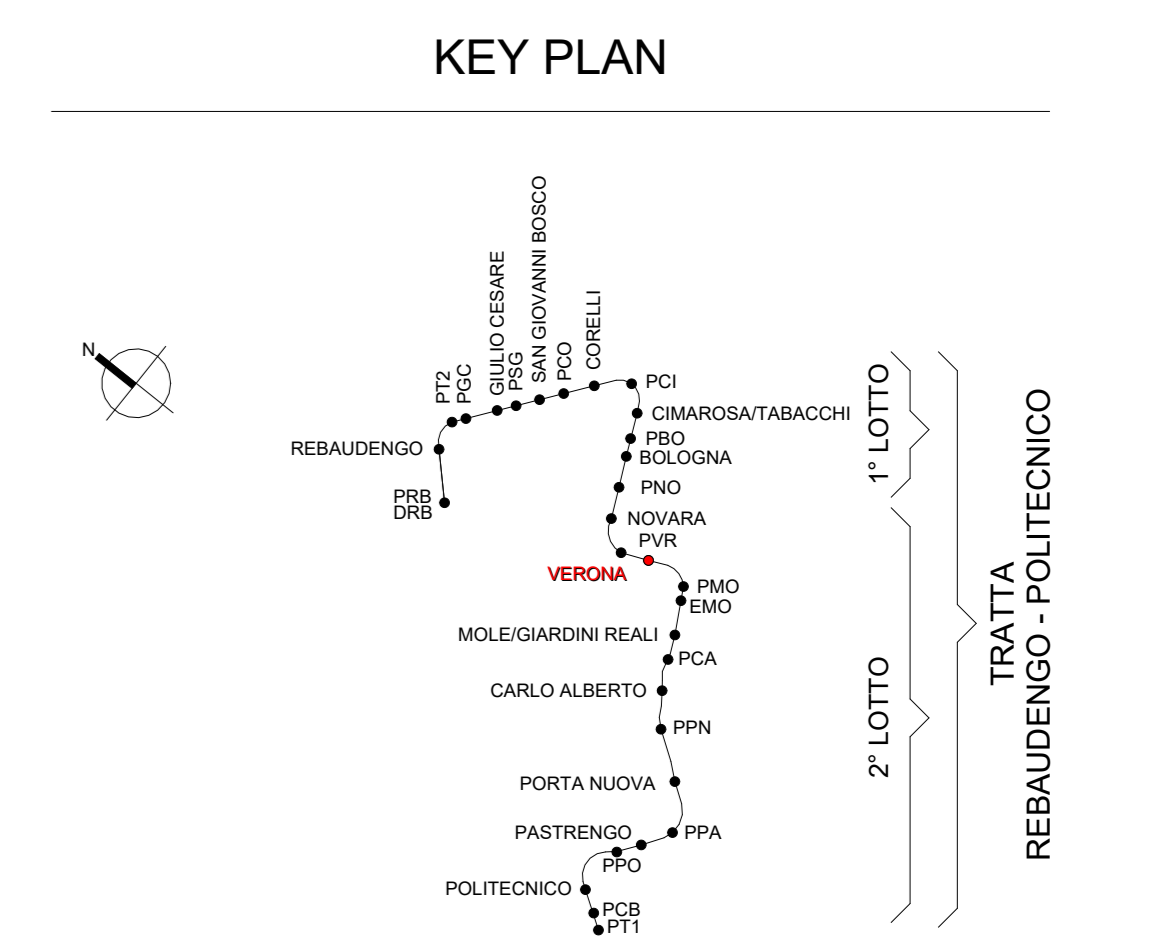 KEY PLAN
N
PT2
PGC
GIULIO CESARE
PSG
SAN GIOVANNI BOSCO
PCO
CORELLI
PCI
CIMAROSA/TABACCHI
REBAUDENGO
PBO
BOLOGNA
PRB
DRB
PNO
NOVARA
PVR
VERONA
PMO
EMO
MOLE/GIARDINI REALI
PCA
CARLO ALBERTO
PPN
PORTA NUOVA
PASTRENGO
PPA
PPO
POLITECNICO
PCB
PT1
1° LOTTO
2° LOTTO
TRATTA
REBAUDENGO - POLITECNICO